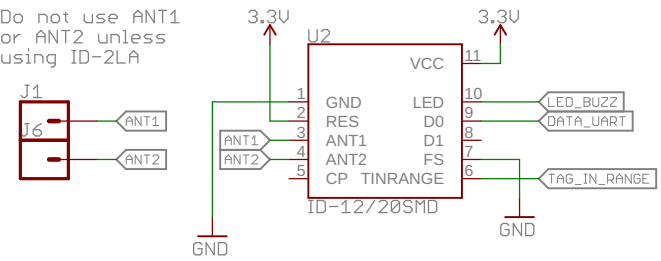 Do not use ANT1
or ANT2 unless
using ID-2LA
J1
ANT1
J6
ANT2
3.3V
3.3V
U2
VCC 11
1 GND LED 10 LED_BUZZ
2 RES D0 9 DATA_UART
ANT1 3 ANT1 D1 8
ANT2 4 ANT2 FS 7
5 CP TINRANGE 6 TAG_IN_RANGE
ID-12/20SMD
GND
GND